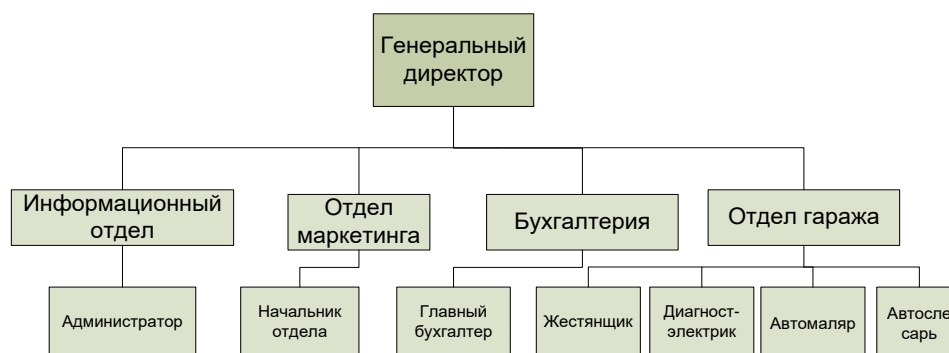 Генеральный
директор
Информационный
отдел
Отдел
маркетинга
Бухгалтерия
Отдел гаража
Администратор
Начальник
отдела
Главный
бухгалтер
Жестянщик
Диагност-
электрик
Автомаляр
Автосле
сарь